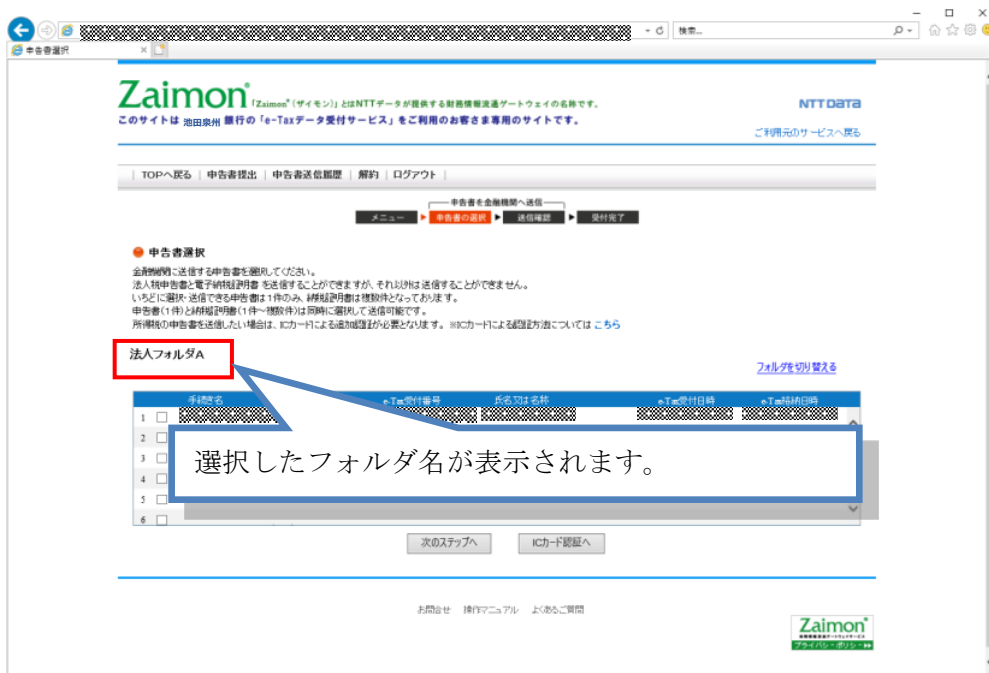 検索...
申告書選択
Zaimon®「Zaimon®(ザイモン)」とはNTTデータが提供する財務情報流通ゲートウェイの名称です。
NTT DATA
このサイトは 池田泉州 銀行の「e-Taxデータ受付サービス」をご利用のお客さま専用のサイトです。
ご利用元のサービスへ戻る
| TOPへ戻る | 申告書提出 | 申告書送信履歴 | 解約 | ログアウト |
申告書を金融機関へ送信
メニュー ▶ 申告書の選択 ▶ 送信確認 ▶ 受付完了
申告書選択
金融機関に送信する申告書を選択してください。
法人税申告書と電子納税証明書 を送信することができますが、それ以外は送信することができません。
いちどに選択・送信できる申告書は1件のみ、納税証明書は複数件となっております。
申告書(1件)と納税証明書(1件～複数件)は同時に選択して送信可能です。
所得税の申告書を送信したい場合は、ICカードによる追加認証が必要となります。 ※ICカードによる認証方法については こちら
法人フォルダA
フォルダを切り替える
手続き名 e-Tax受付番号 氏名又は名称 e-Tax受付日時 e-Tax格納日時
1
2
3
4
5
6
選択したフォルダ名が表示されます。
次のステップへ ICカード認証へ
お問合せ 操作マニュアル よくあるご質問
Zaimon®
プライバシーポリシー